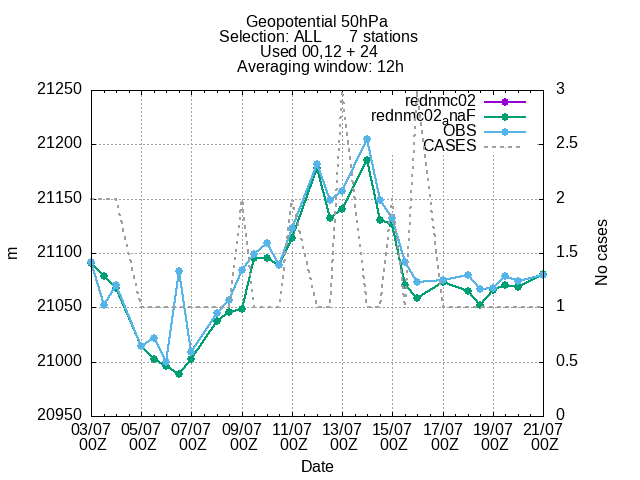 Geopotential 50hPa
Selection: ALL 7 stations
Used 00,12 + 24
Averaging window: 12h
21250
21200
21150
21100
21050
21000
20950
m
3
2.5
2
1.5
1
0.5
0
No cases
rednmc02
rednmc02anaF
OBS
CASES
03/07 05/07 07/07 09/07 11/07 13/07 15/07 17/07 19/07 21/07
00Z 00Z 00Z 00Z 00Z 00Z 00Z 00Z 00Z 00Z
Date